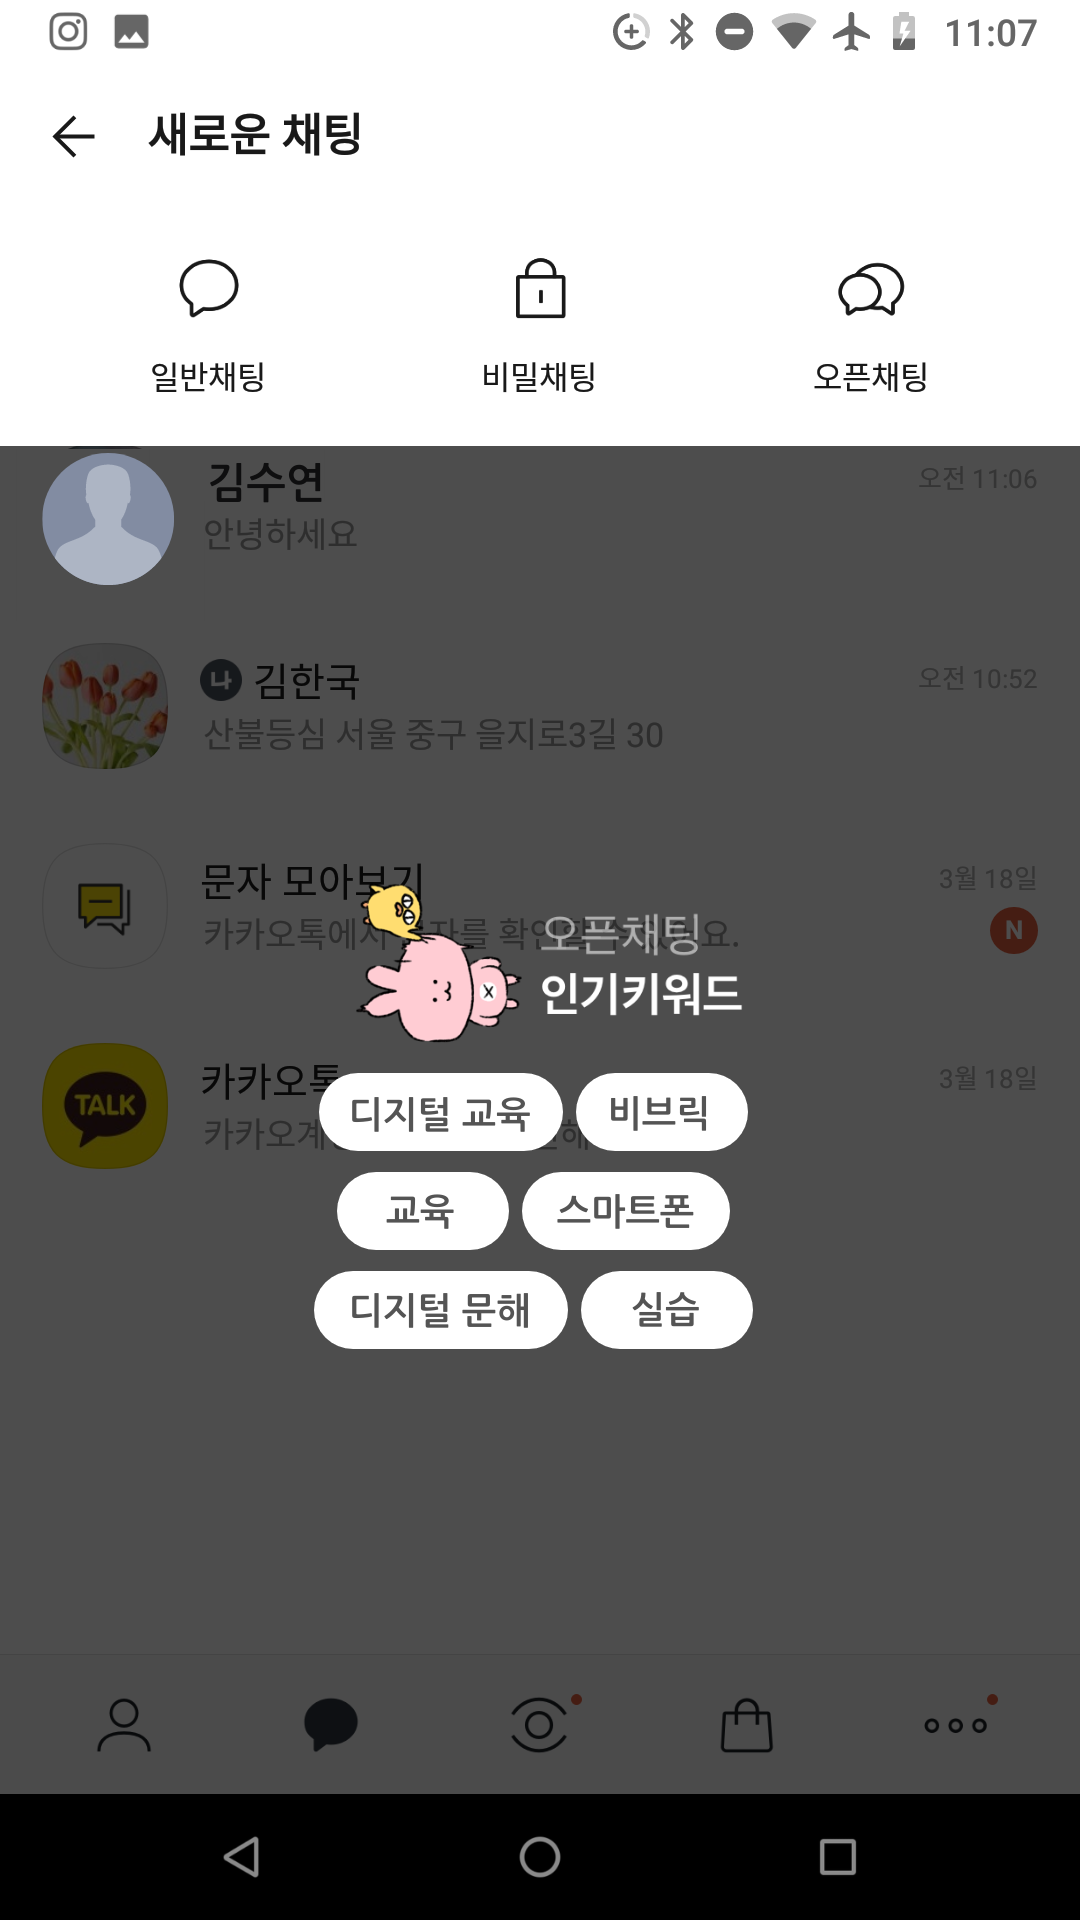 11:07
새로운 채팅
일반채팅
비밀채팅
오픈채팅
김수연
오전 11:06
안녕하세요
나 김한국
오전 10:52
산불등심 서울 중구 을지로3길 30
문자 모아보기
3월 18일
카카오톡에서
확인할 수
요.
N
오픈채팅
인기키워드
카카오톡
3월 18일
TALK
카카오계
디지털 교육
비브릭
교육
스마트폰
디지털 문해
실습